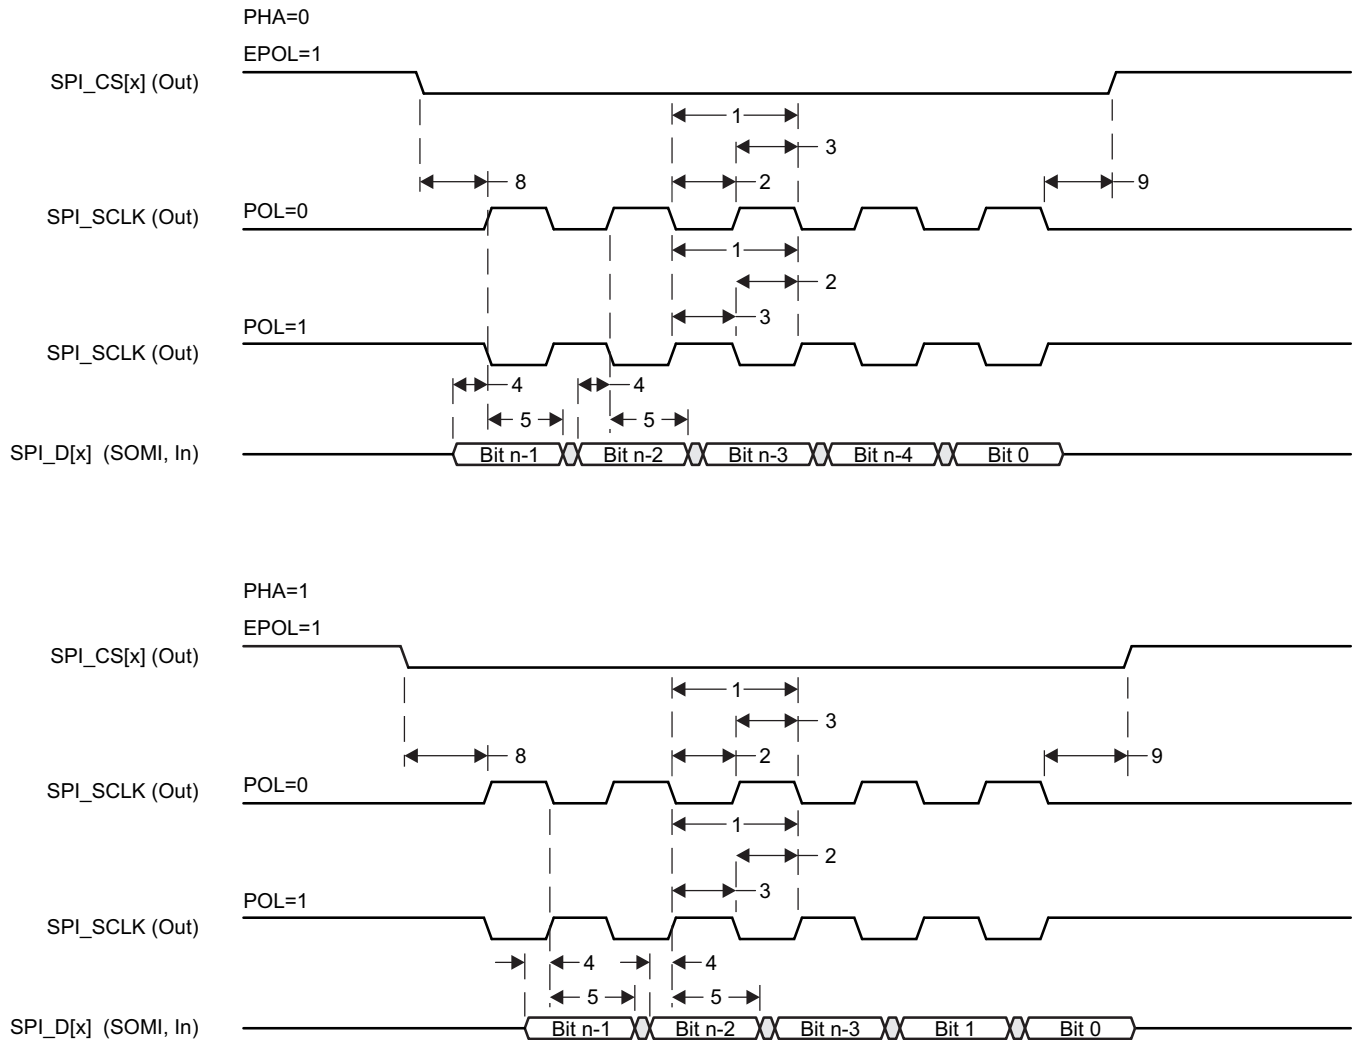 PHA=0
EPOL=1
SPI_CS[x] (Out)
1
3
8
2
9
POL=0
SPI_SCLK (Out)
1
2
3
POL=1
SPI_SCLK (Out)
4
4
5
5
SPI_D[x] (SOMI, In)
Bit n-1
Bit n-2
Bit n-3
Bit n-4
Bit 0
PHA=1
EPOL=1
SPI_CS[x] (Out)
1
3
8
2
9
POL=0
SPI_SCLK (Out)
1
2
3
POL=1
SPI_SCLK (Out)
4
4
5
5
SPI_D[x] (SOMI, In)
Bit n-1
Bit n-2
Bit n-3
Bit 1
Bit 0